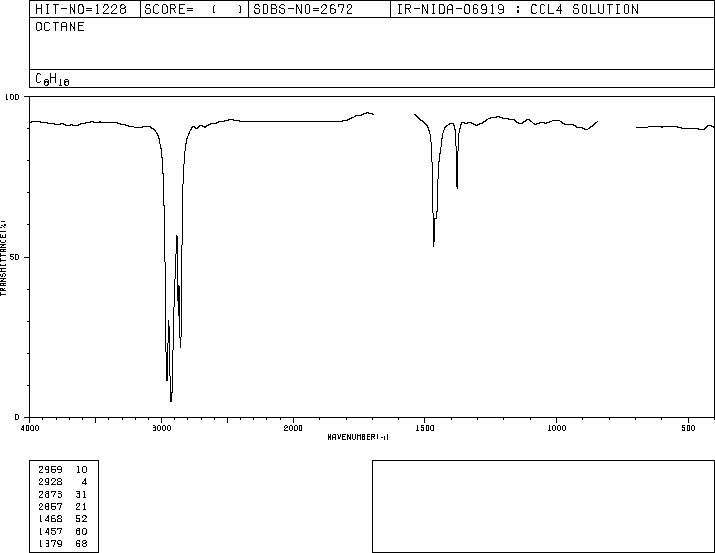 HIT-NO=1228 SCORE= ( ) SDBS-NO=2672 IR-NIDA-06919 : CCL4 SOLUTION
OCTANE
C8H18
100
50
0
TRANSMITTANCE(%)
4000 3000 2000 1500 1000 500
WAVENUMBER(-1)
2959 10
2928 4
2873 31
2857 21
1468 52
1457 60
1379 68